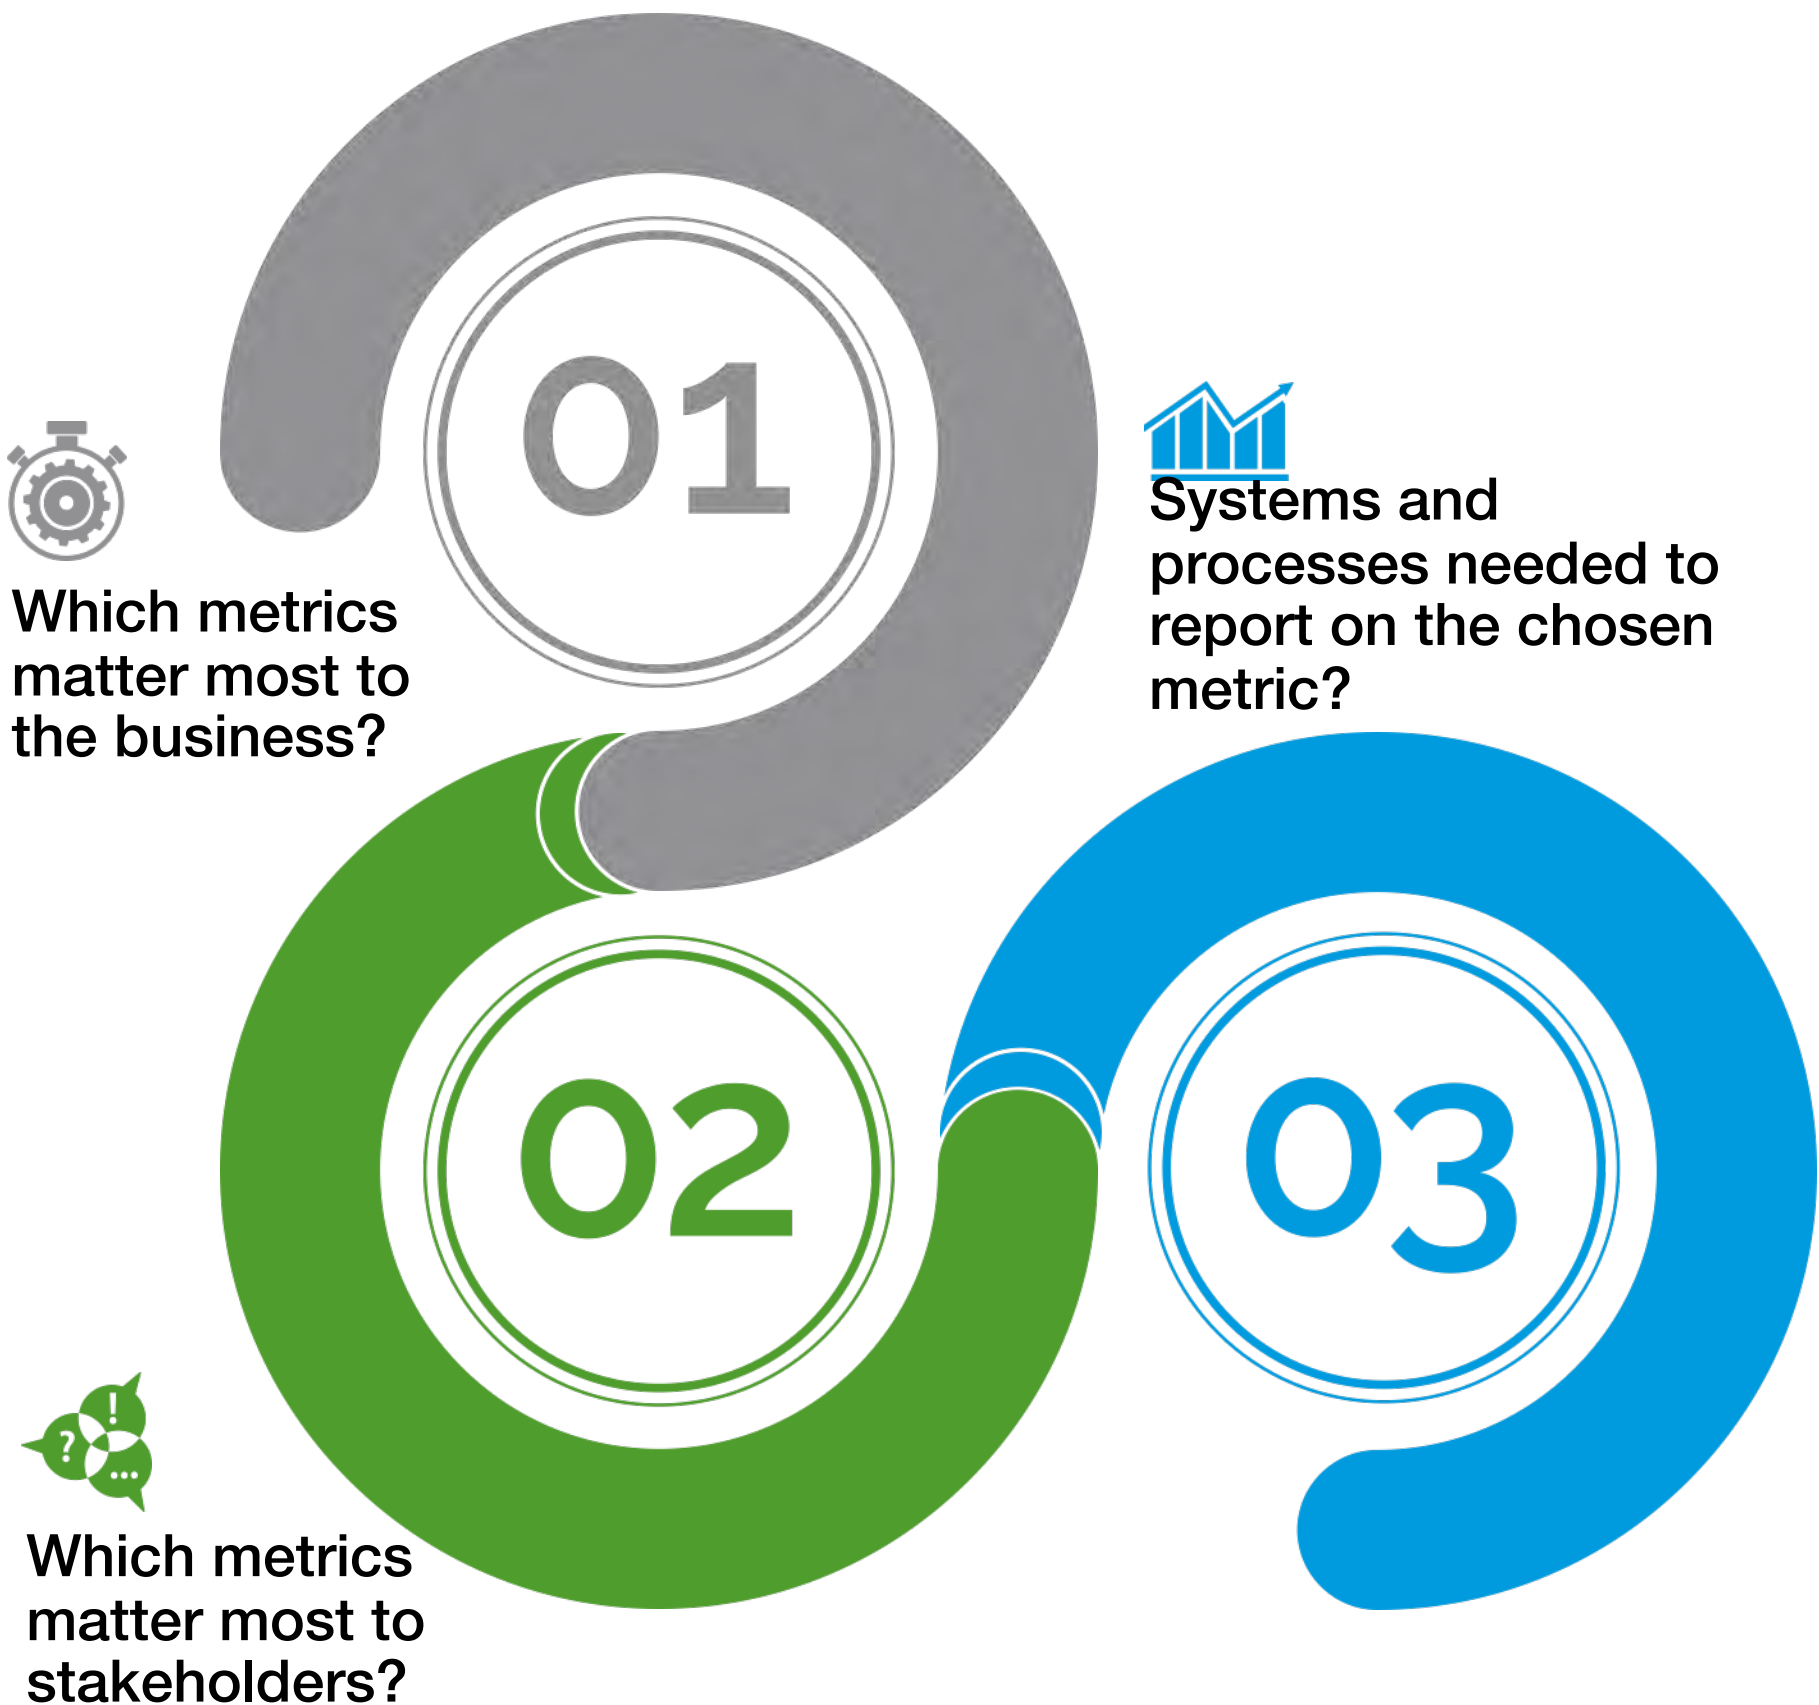 01
Which metrics
matter most to
the business?
Systems and
processes needed to
report on the chosen
metric?
02
03
!
?
...
Which metrics
matter most to
stakeholders?